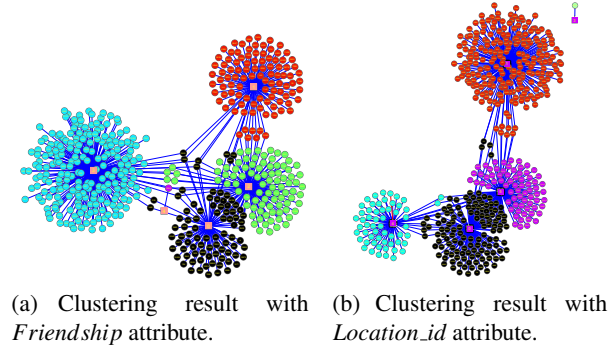 (a) Clustering result with
Friendship attribute.
(b) Clustering result with
Location_id attribute.